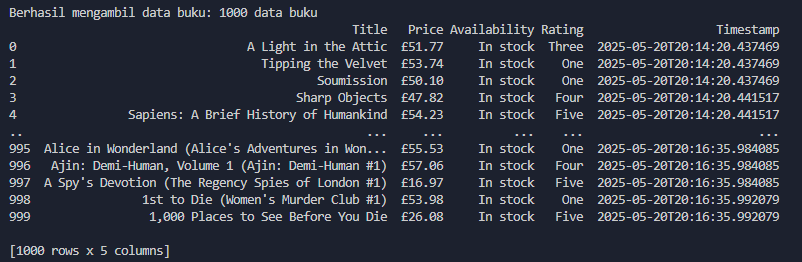 Berhasil mengambil data buku: 1000 data buku
Title Price Availability Rating Timestamp
0 A Light in the Attic £51.77 In stock Three 2025-05-20T20:14:20.437469
1 Tipping the Velvet £53.74 In stock One 2025-05-20T20:14:20.437469
2 Soumission £50.10 In stock One 2025-05-20T20:14:20.437469
3 Sharp Objects £47.82 In stock Four 2025-05-20T20:14:20.441517
4 Sapiens: A Brief History of Humankind £54.23 In stock Five 2025-05-20T20:14:20.441517
.. ... ... ... ... ...
995 Alice in Wonderland (Alice's Adventures in Won... £55.53 In stock One 2025-05-20T20:16:35.984085
996 Ajin: Demi-Human, Volume 1 (Ajin: Demi-Human #1) £57.06 In stock Four 2025-05-20T20:16:35.984085
997 A Spy's Devotion (The Regency Spies of London #1) £16.97 In stock Five 2025-05-20T20:16:35.984085
998 1st to Die (Women's Murder Club #1) £53.98 In stock One 2025-05-20T20:16:35.992079
999 1,000 Places to See Before You Die £26.08 In stock Five 2025-05-20T20:16:35.992079
[1000 rows x 5 columns]